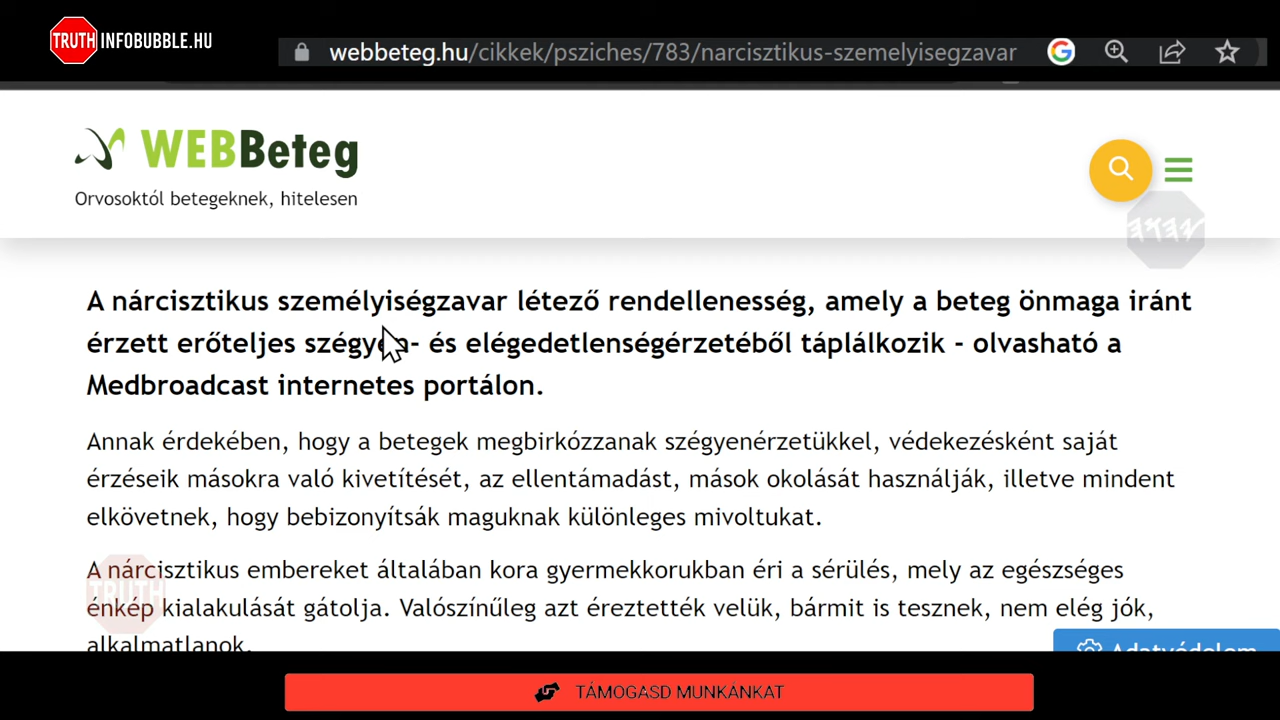 TRUTH INFOBUBBLE.HU
webbeteg.hu/cikkek/psziches/783/narcisztikus-szemelyisegzavar
WEBBeteg
Orvosoktól betegeknek, hitelesen
A nárcisztikus személyiségzavar létező rendellenesség, amely a beteg önmaga iránt
érzett erőteljes szégyen- és elégedetlenségérzetéből táplálkozik - olvasható a
Medbroadcast internetes portálon.
Annak érdekében, hogy a betegek megbirkózzanak szégyenérzetükkel, védekezésként saját
érzéseik másokra való kivetítését, az ellentámadást, mások okolását használják, illetve mindent
elkövetnek, hogy bebizonyítsák maguknak különleges mivoltukat.
A nárcisztikus embereket általában kora gyermekkorukban éri a sérülés, mely az egészséges
énkép kialakulását gátolja. Valószínűleg azt éreztették velük, bármit is tesznek, nem elég jók,
alkalmatlanok.
TRUTH
Adatvédelem
TÁMOGASD MUNKÁNKAT